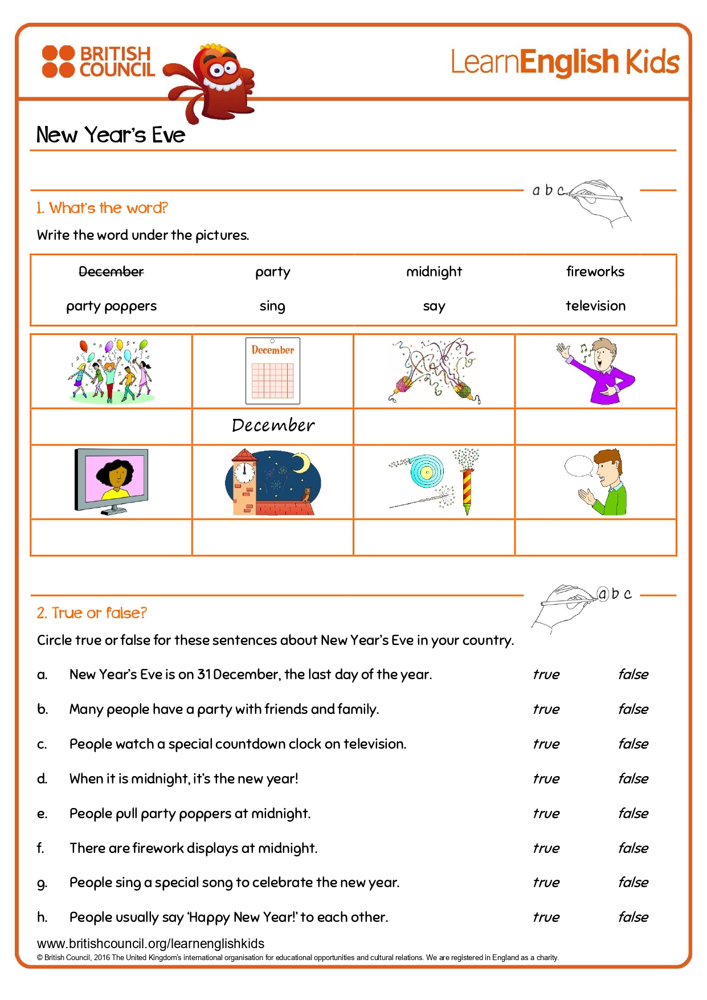 BRITISH
COUNCIL
LearnEnglish Kids
New Year's Eve
a b c
1. What's the word?
Write the word under the pictures.
December party midnight fireworks
party poppers sing say television
December
December
a b c
2. True or false?
Circle true or false for these sentences about New Year's Eve in your country.
a. New Year's Eve is on 31 December, the last day of the year. true false
b. Many people have a party with friends and family. true false
c. People watch a special countdown clock on television. true false
d. When it is midnight, it's the new year! true false
e. People pull party poppers at midnight. true false
f. There are firework displays at midnight. true false
g. People sing a special song to celebrate the new year. true false
h. People usually say 'Happy New Year!' to each other. true false
www.britishcouncil.org/learnenglishkids
© British Council, 2016 The United Kingdom's international organisation for educational opportunities and cultural relations. We are registered in England as a charity.